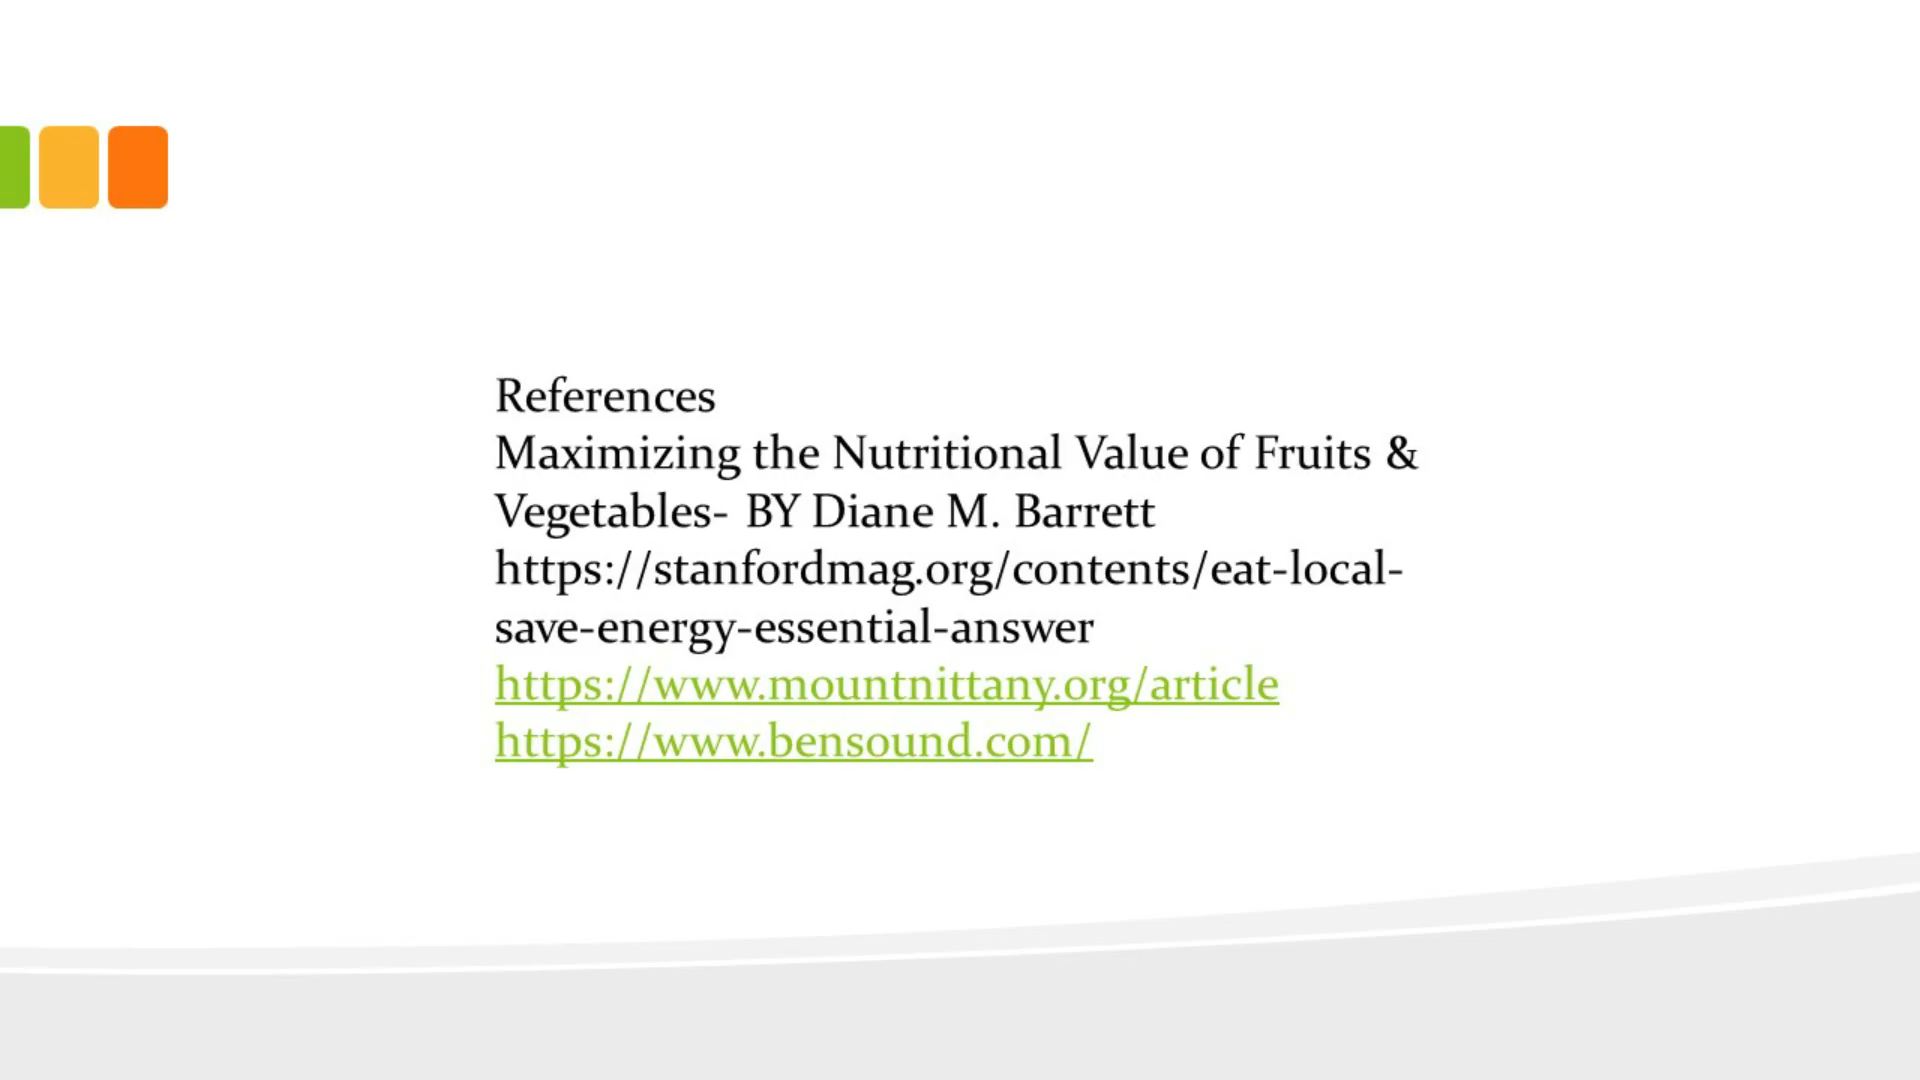 References
Maximizing the Nutritional Value of Fruits &
Vegetables- BY Diane M. Barrett
https://stanfordmag.org/contents/eat-local-
save-energy-essential-answer
https://www.mountnittany.org/article
https://www.bensound.com/